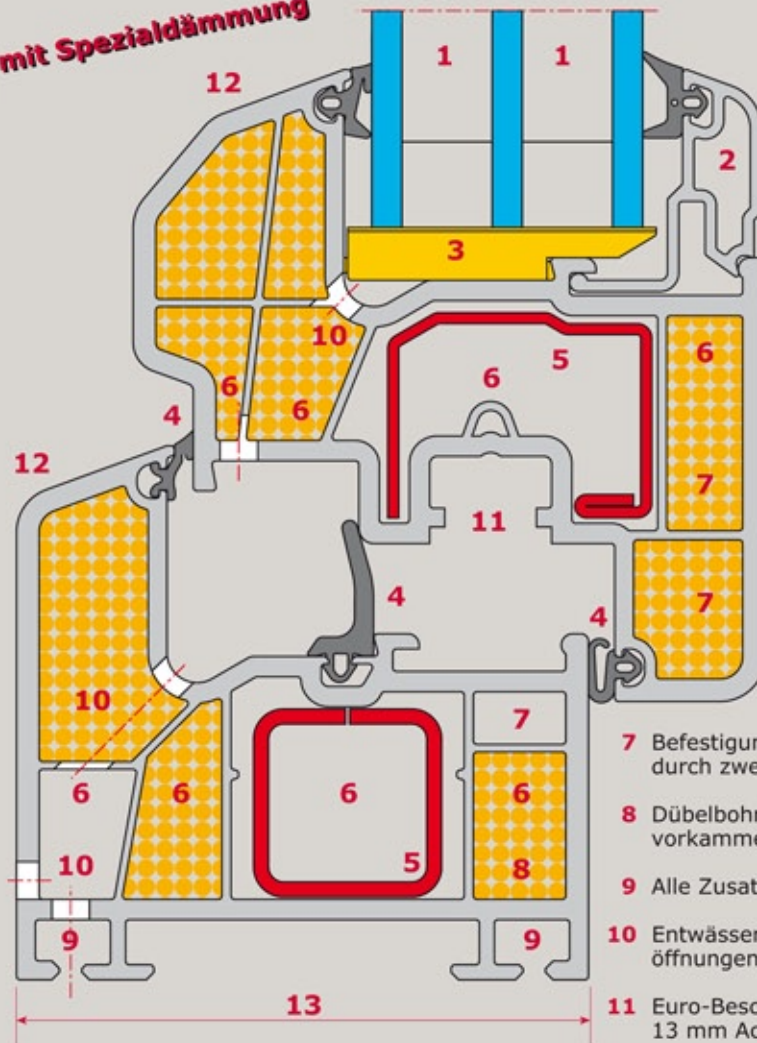 mit Spezialdämmung
12
1 1
2
3
10
5
6
6
6 6
4
12
7
11
4 4 7
10
7
6 6 6 6
10 5 8
9 9
13
7 Befestigun
durch zwe
8 Dübelbohr
vorkamme
9 Alle Zusat
10 Entwässer
öffnungen
11 Euro-Besc
13 mm Ac